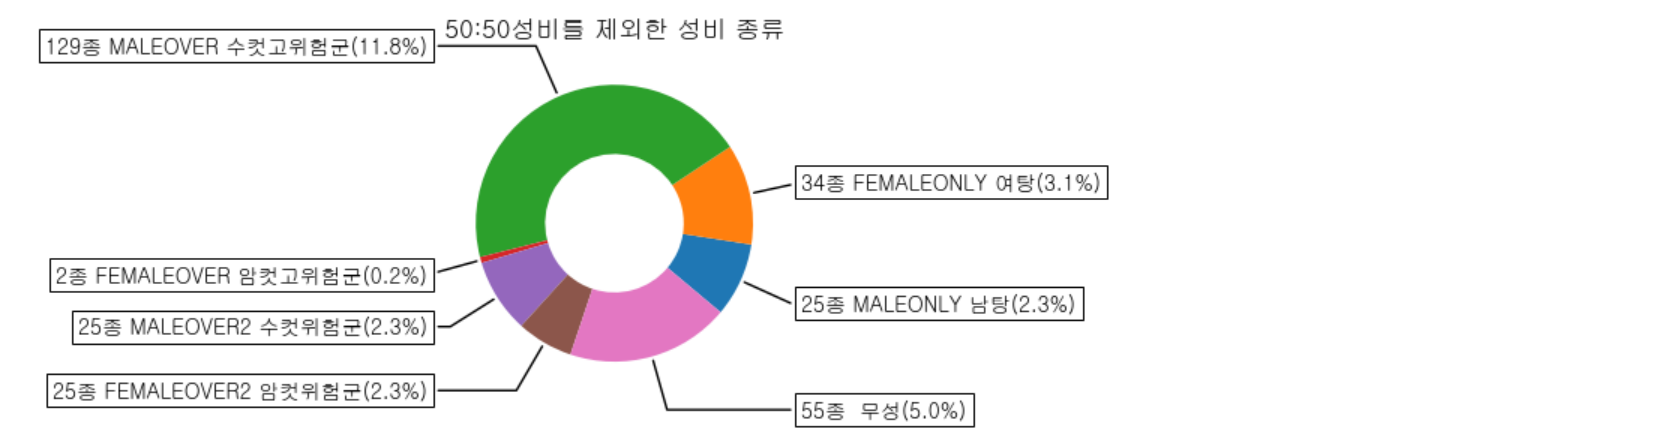 50:50성비를 제외한 성비 종류
129종 MALEOVER 수컷고위험군(11.8%)
34종 FEMALEONLY 여탕(3.1%)
2종 FEMALEOVER 암컷고위험군(0.2%)
25종 MALEONLY 남탕(2.3%)
25종 MALEOVER2 수컷위험군(2.3%)
25종 FEMALEOVER2 암컷위험군(2.3%)
55종  무성(5.0%)